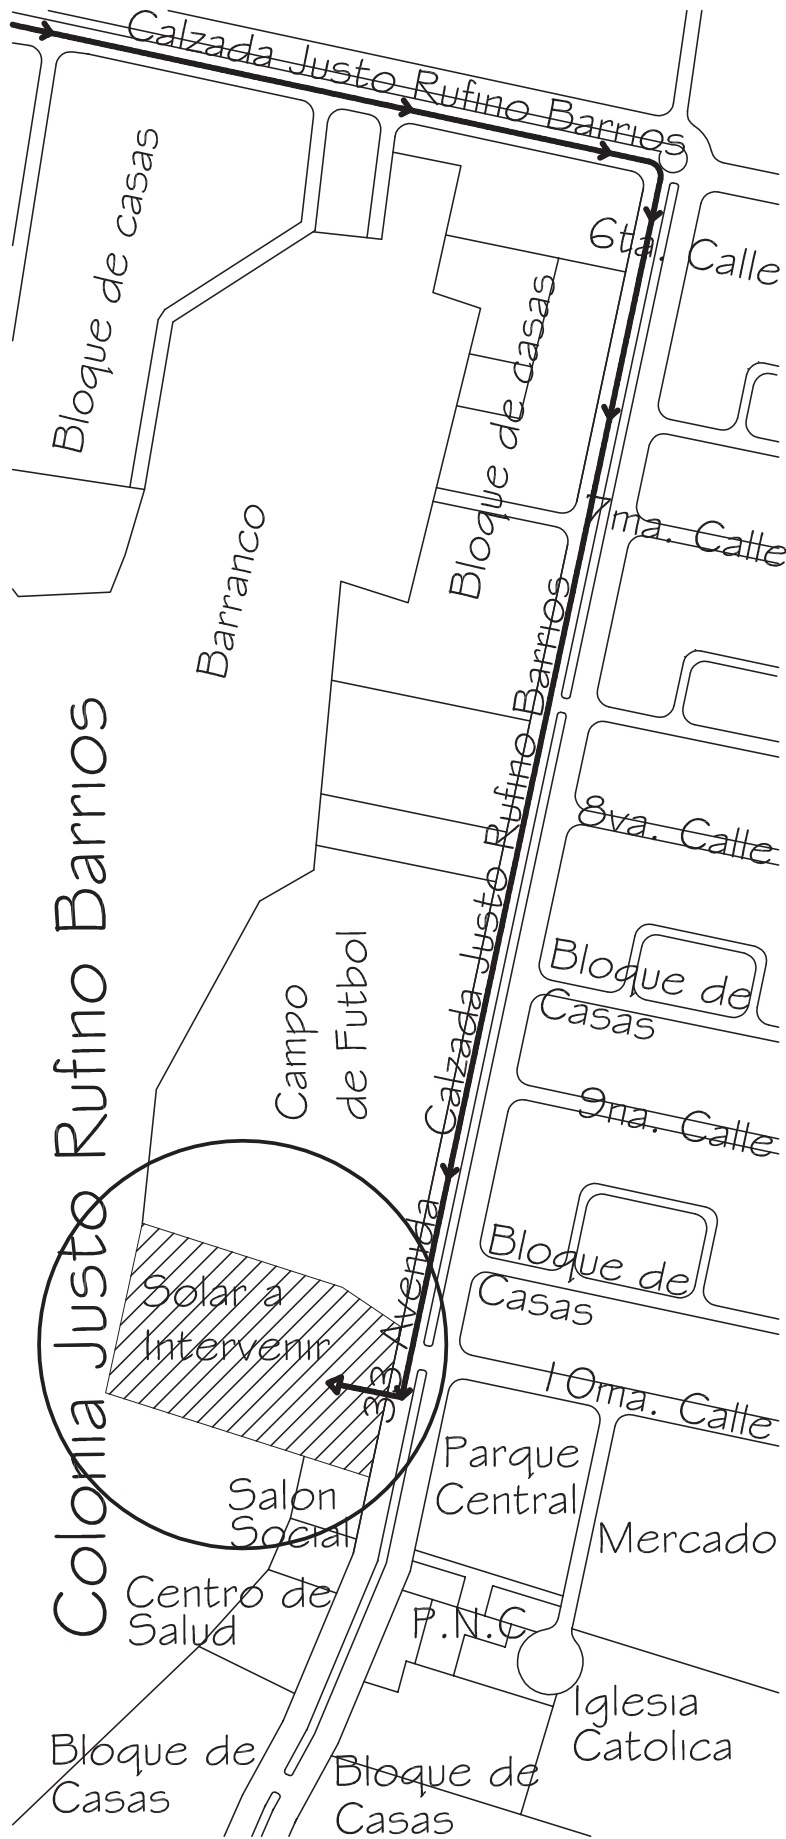 Calzada Justo Rufino Barrios
6ta. Calle
Bloque de casas
Bloque de casas
7ma. Calle
Barranco
Colonia Justo Rufino Barrios
33 Avenida Calzada Justo Rufino Barrios
8va. Calle
Campo
de Futbol
Bloque de
Casas
9na. Calle
Bloque de
Casas
Solar a
Intervenir
10ma. Calle
Parque
Central
Salon
Social
Mercado
Centro de
Salud
P.N.C
Iglesia
Catolica
Bloque de
Casas
Bloque de
Casas